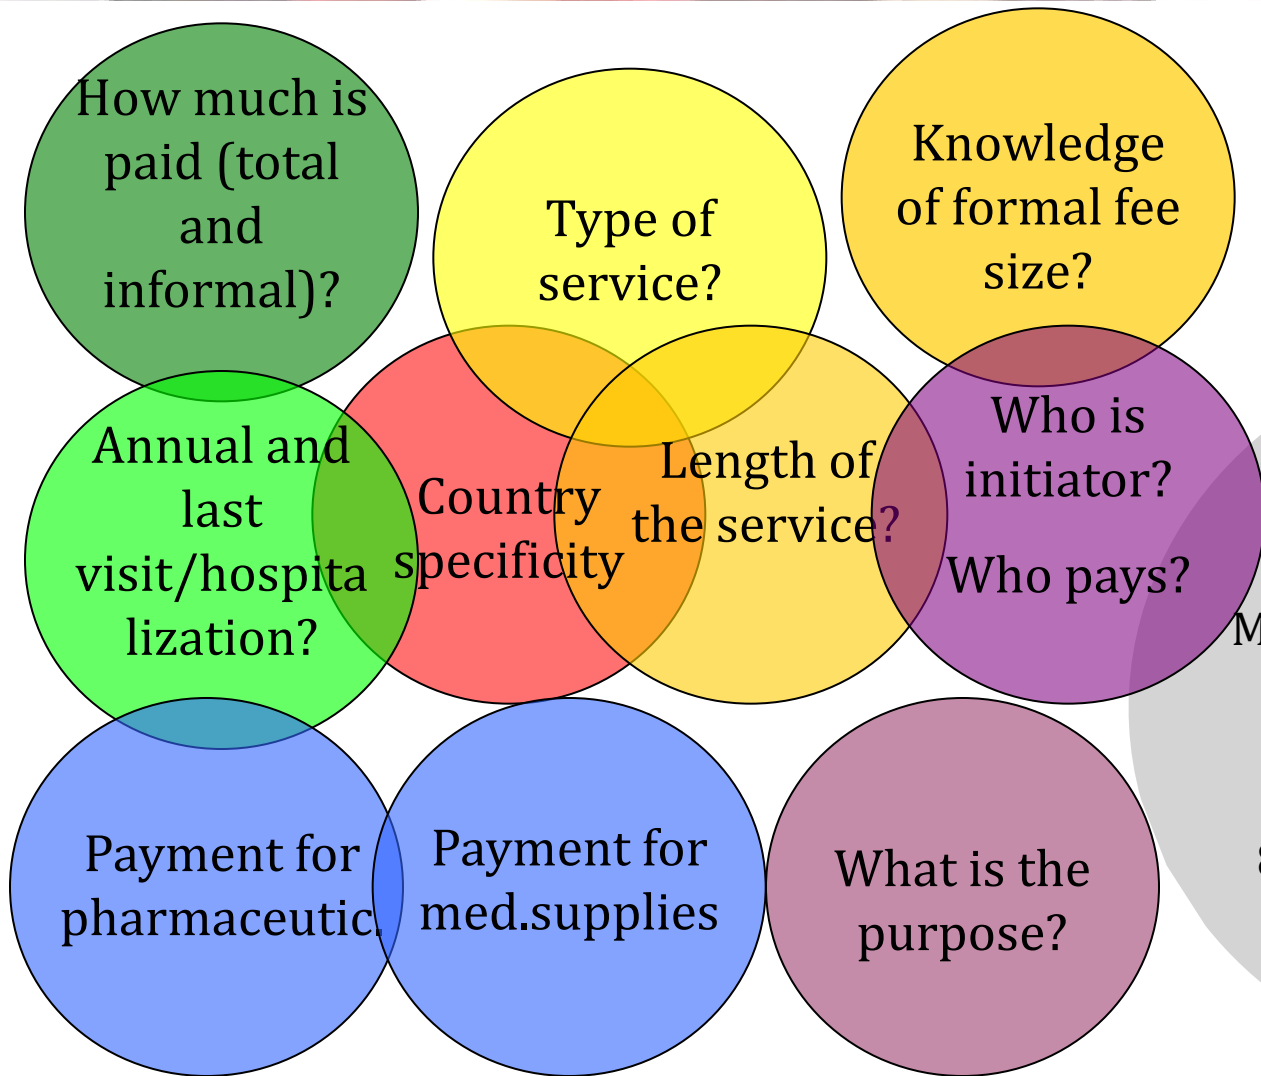 How much is
paid (total
and
informal)?
Type of
service?
Knowledge
of formal fee
size?
Annual and
last
visit/hospita
lization?
Country
specificity
Length of
the service?
Who is
initiator?
Who pays?
Payment for
pharmaceutic.
Payment for
med.supplies
What is the
purpose?